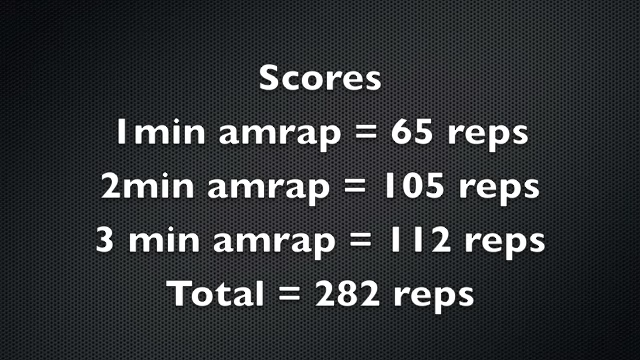 Scores
1min amrap = 65 reps
2min amrap = 105 reps
3 min amrap = 112 reps
Total = 282 reps